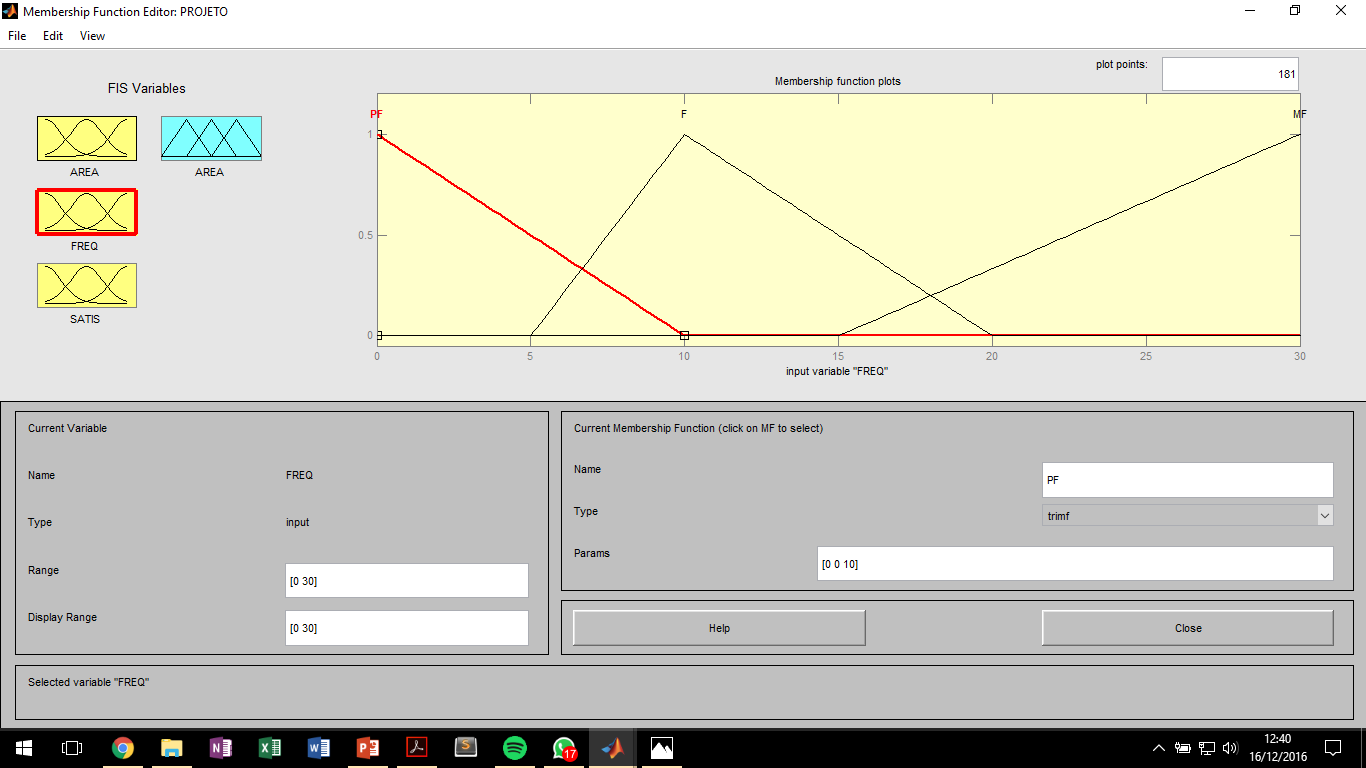 Membership Function Editor: PROJETO
File Edit View
FIS Variables
AREA
AREA
FREQ
SATIS
plot points:
181
Membership function plots
PF
F
MF
1
0.5
0
0 5 10 15 20 25 30
input variable "FREQ"
Current Variable
Name FREQ
Type input
Range [0 30]
Display Range [0 30]
Current Membership Function (click on MF to select)
Name PF
Type trimf
Params [0 0 10]
Help Close
Selected variable "FREQ"
17
12:40
16/12/2016